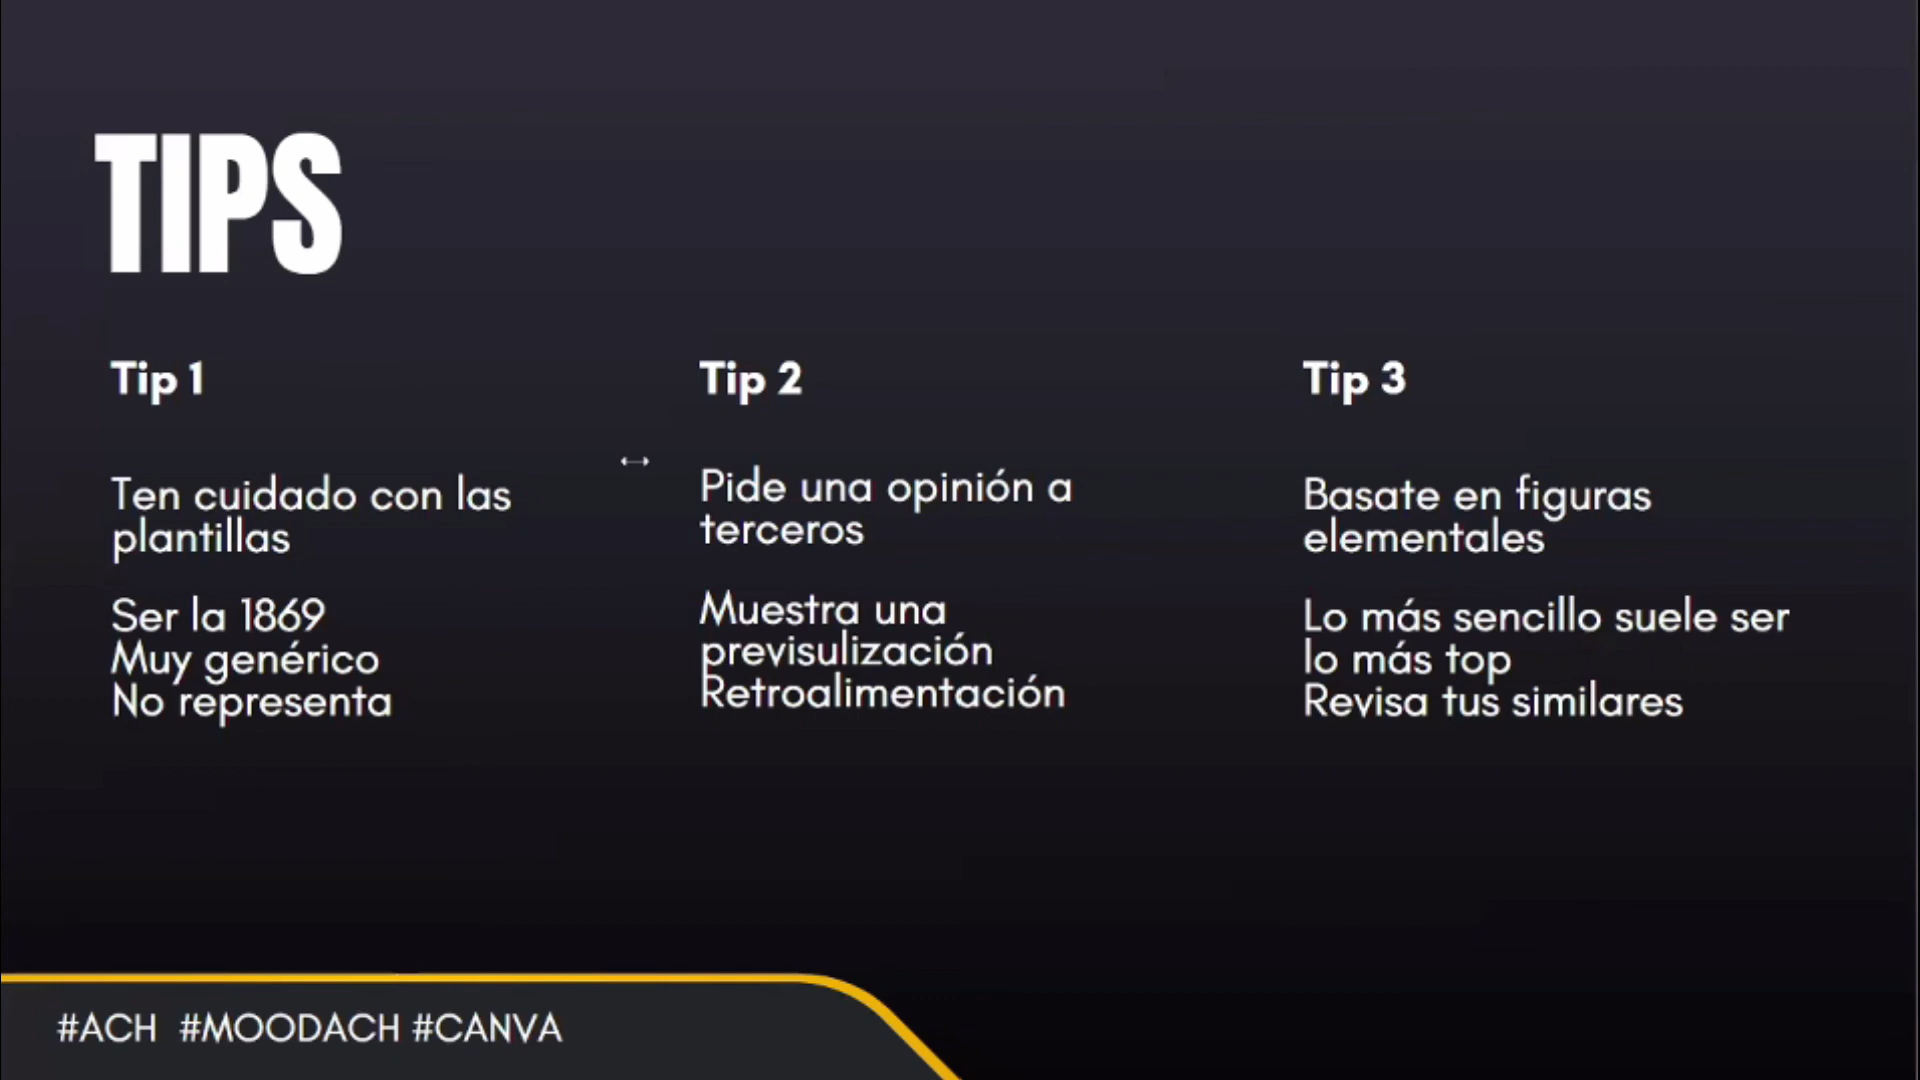 TIPS
Tip 1
Ten cuidado con las
plantillas
Ser la 1869
Muy genérico
No representa
Tip 2
Pide una opinión a
terceros
Muestra una
previsulización
Retroalimentación
Tip 3
Basate en figuras
elementales
Lo más sencillo suele ser
lo más top
Revisa tus similares
#ACH #MOODACH #CANVA